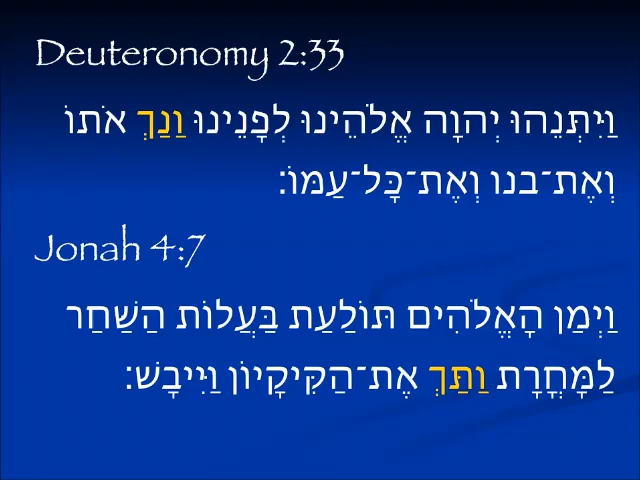 Deuteronomy 2:33
וַיִּתְּנֵהוּ יְהוָה אֱלֹהֵינוּ לְפָנֵינוּ וַנַּךְ אֹתוֹ
וְאֶת־בנו וְאֶת־כָּל־עַמּוֹ׃
Jonah 4:7
וַיְמַן הָאֱלֹהִים תּוֹלַעַת בַּעֲלוֹת הַשַּׁחַר
לַמָּחֳרָת וַתַּךְ אֶת־הַקִּיקָיוֹן וַיִּיבָשׁ׃